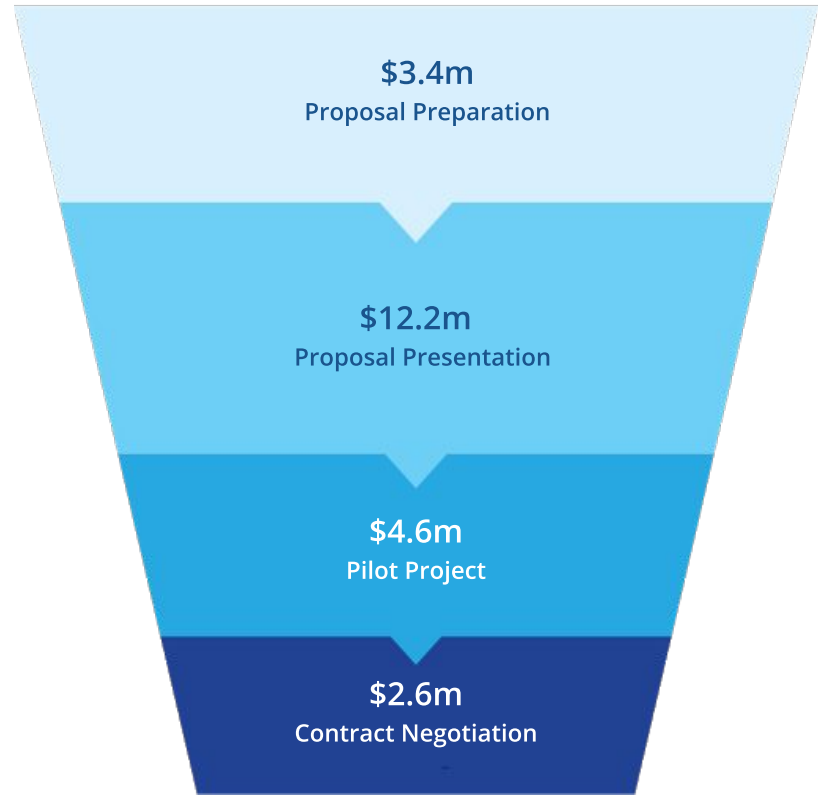 $3.4m
Proposal Preparation
$12.2m
Proposal Presentation
$4.6m
Pilot Project
$2.6m
Contract Negotiation